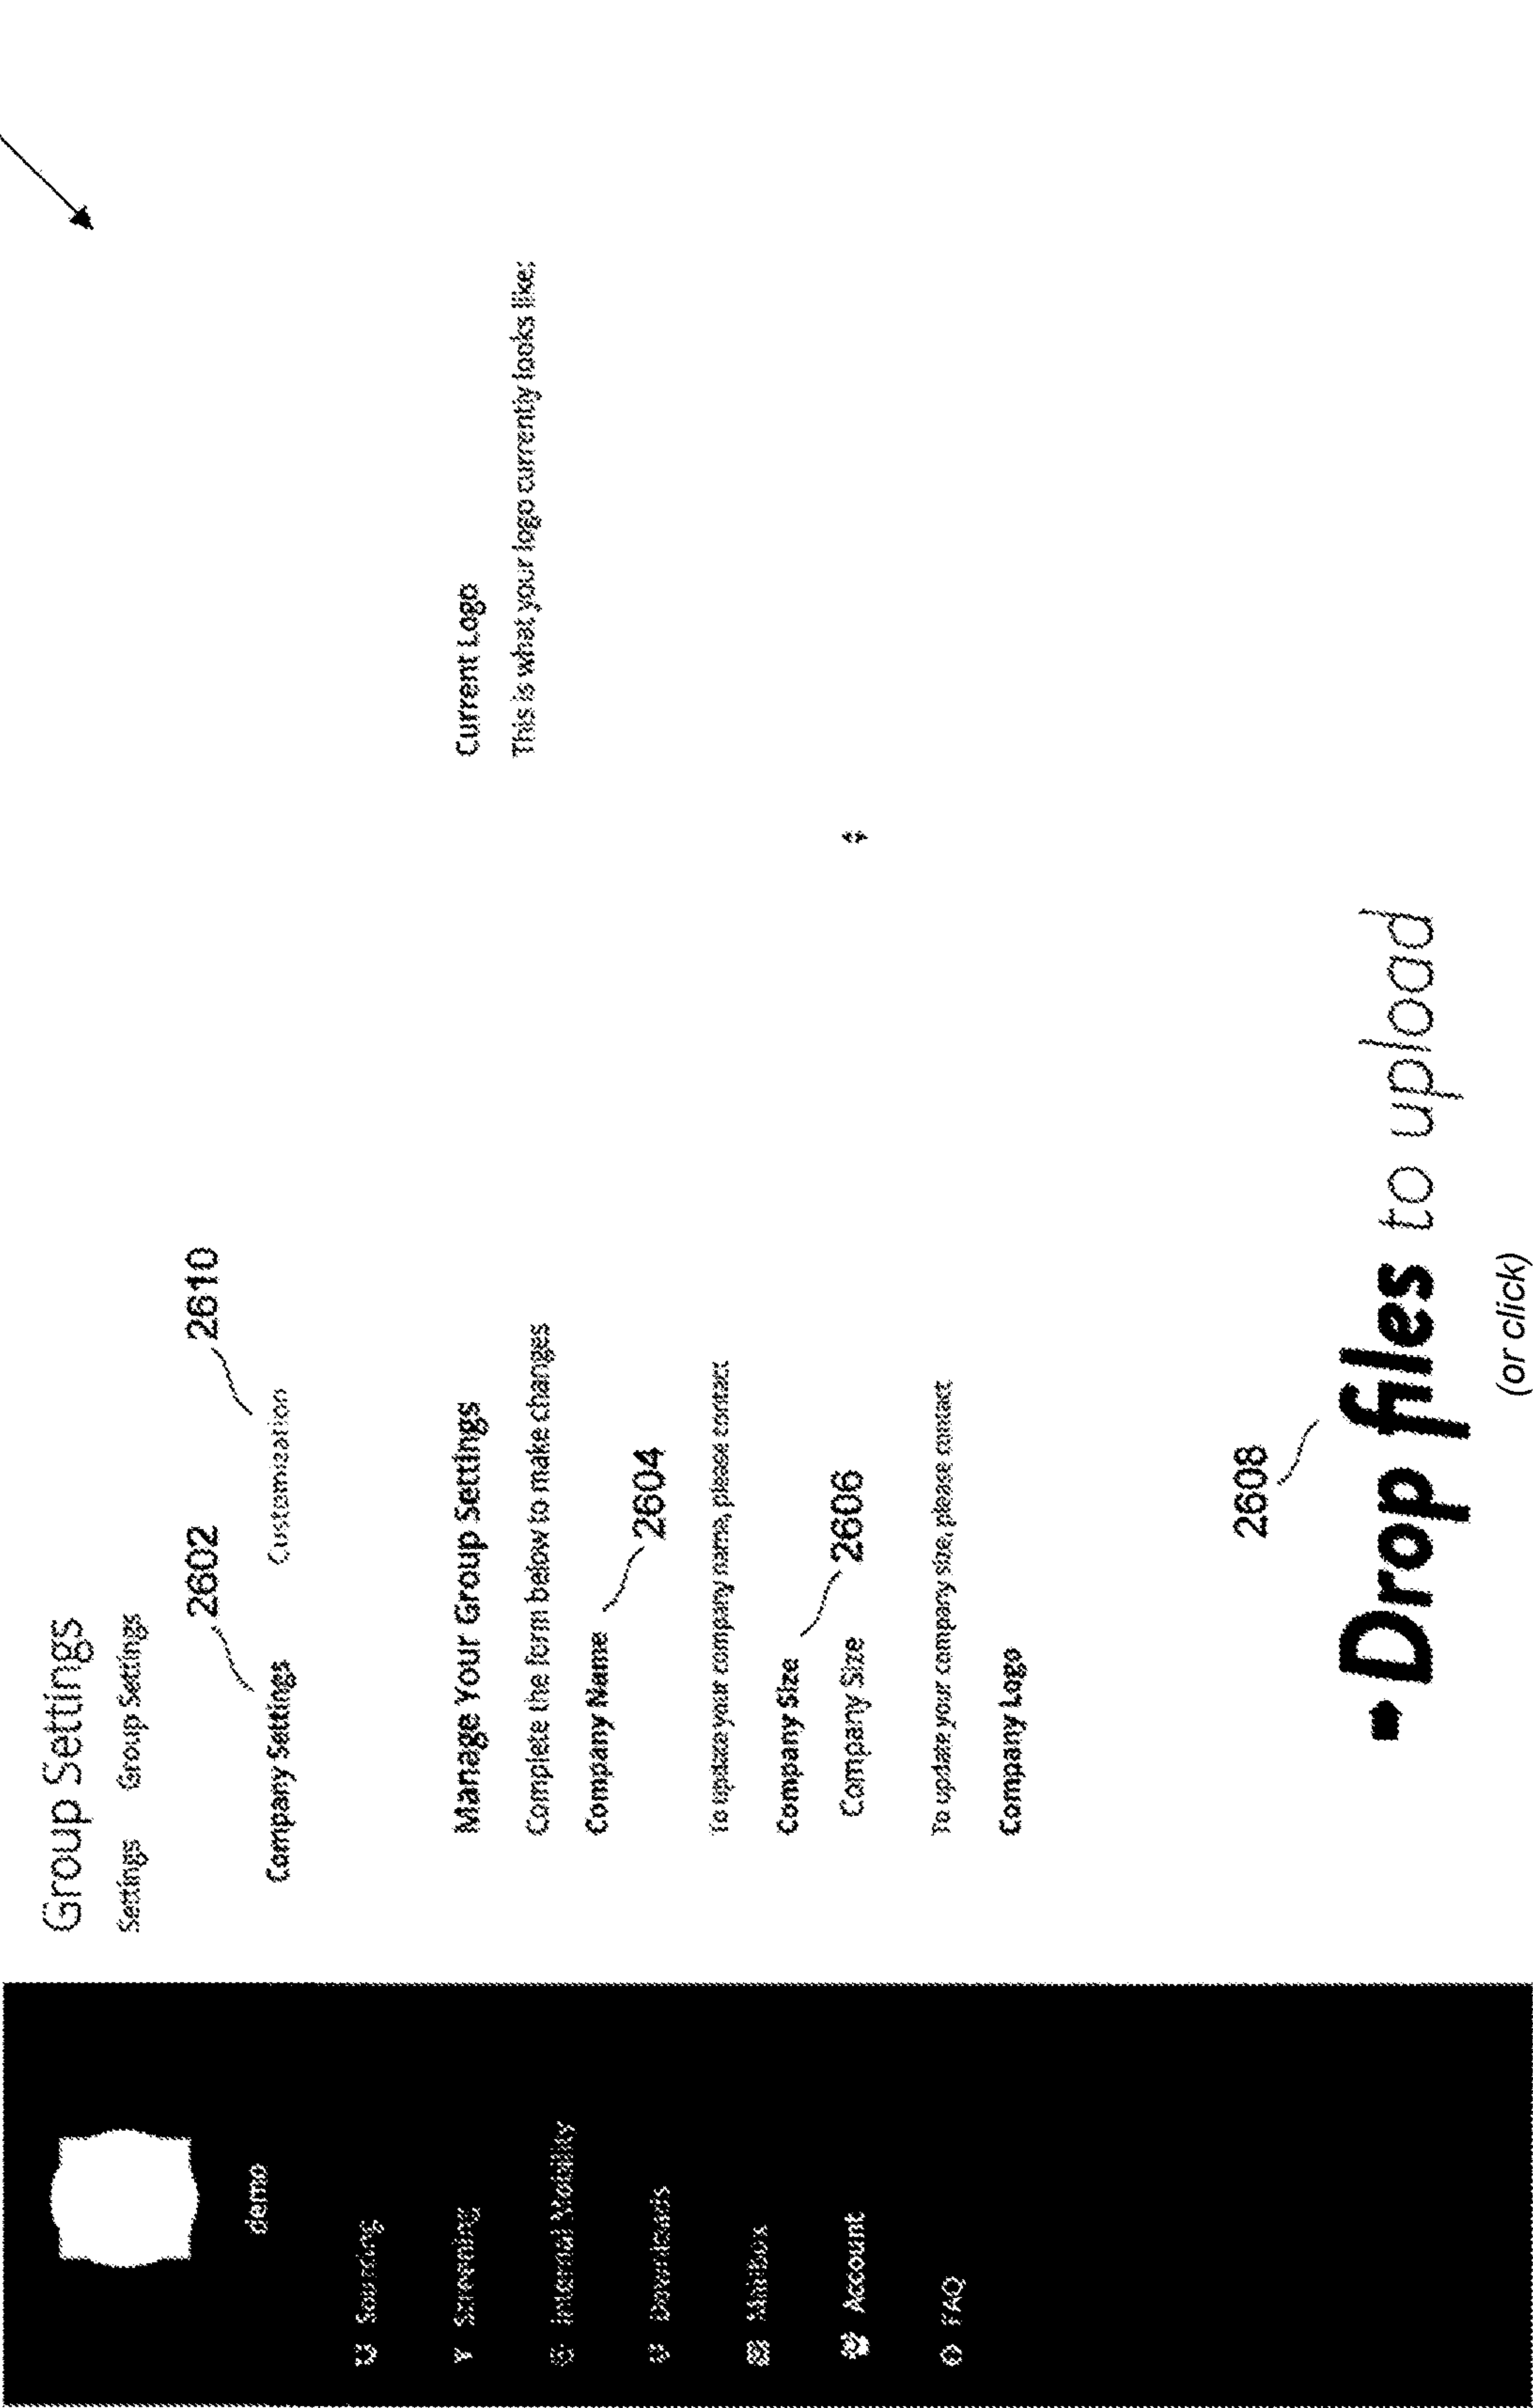 demo
Sourcing
Screening
Internal Mobility
Downloads
Mailbox
Account
FAQ
Group Settings
Settings Group Settings
2602 2610
Company Settings Customization
Manage Your Group Settings
Complete the form below to make changes
Company Name
2604
To update your company name, please contact
Company Size
2606
Company Size
To update your company size, please contact
Company Logo
2608
Drop files to upload
(or click)
Current Logo
This is what your logo currently looks like: